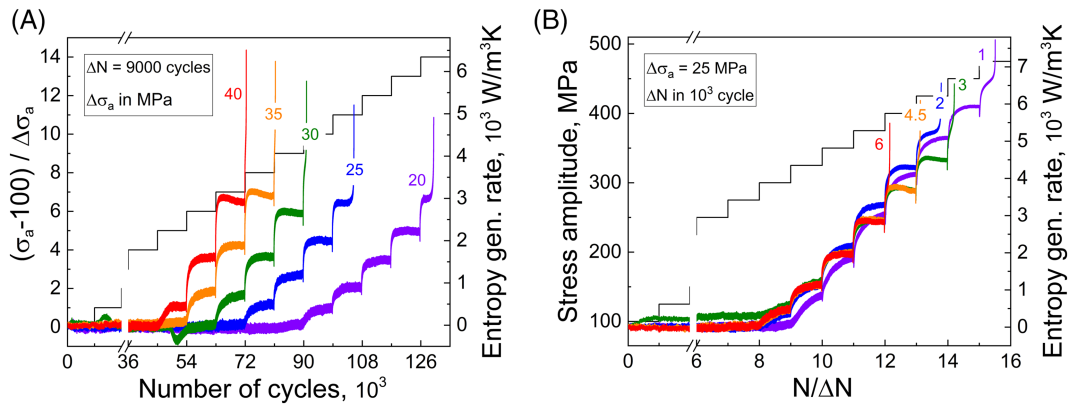 (A)
(σa-100) / Δσa
14
12
10
8
6
4
2
0
ΔN = 9000 cycles
Δσa in MPa
40
35
30
25
20
6
5
4
3
2
1
0
Entropy gen. rate, 10³ W/m³K
0 36 54 72 90 108 126
Number of cycles, 10³
(B)
Stress amplitude, MPa
500
400
300
200
100
Δσa = 25 MPa
ΔN in 10³ cycle
6
4.5
2
3
1
7
6
5
4
3
2
1
0
Entropy gen. rate, 10³ W/m³K
0 6 8 10 12 14 16
N/ΔN